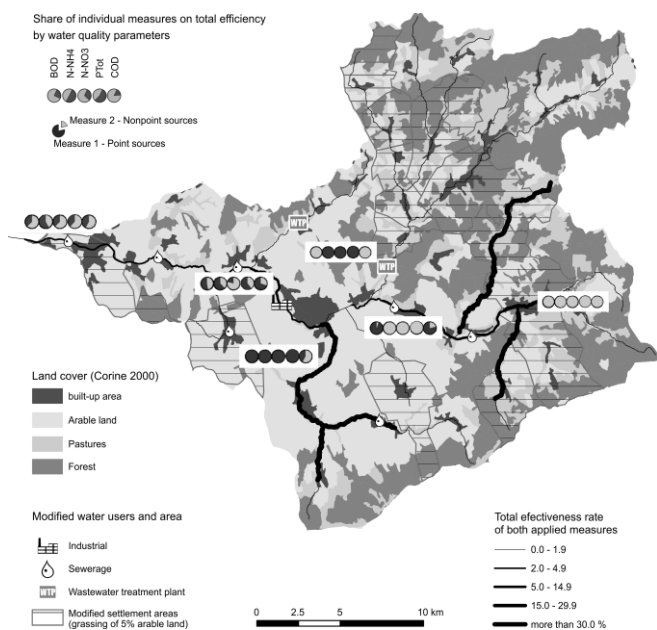 Share of individual measures on total efficiency
by water quality parameters
BOD
N-NH4
N-NO3
PTot
COD
Measure 2 - Nonpoint sources
Measure 1 - Point sources
WTP
WTP
Land cover (Corine 2000)
built-up area
Arable land
Pastures
Forest
Modified water users and area
Industrial
Sewerage
WTP Wastewater treatment plant
Modified settlement areas
(grassing of 5% arable land)
0 2.5 5 10 km
Total efectiveness rate
of both applied measures
0.0 - 1.9
2.0 - 4.9
5.0 - 14.9
15.0 - 29.9
more than 30.0 %